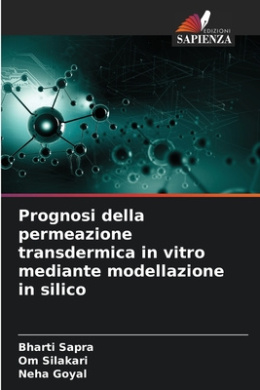 EDIZIONI
SAPIENZA
Prognosi della
permeazione
transdermica in vitro
mediante modellazione
in silico
Bharti Sapra
Om Silakari
Neha Goyal